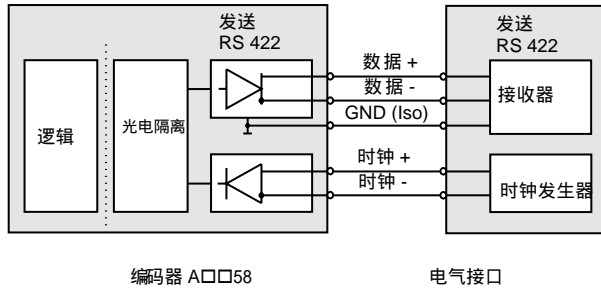 发送
RS 422
发送
RS 422
数据 +
数据 -
GND (Iso)
时钟 +
时钟 -
逻辑
光电隔离
接收器
时钟发生器
编码器 A□□58
电气接口